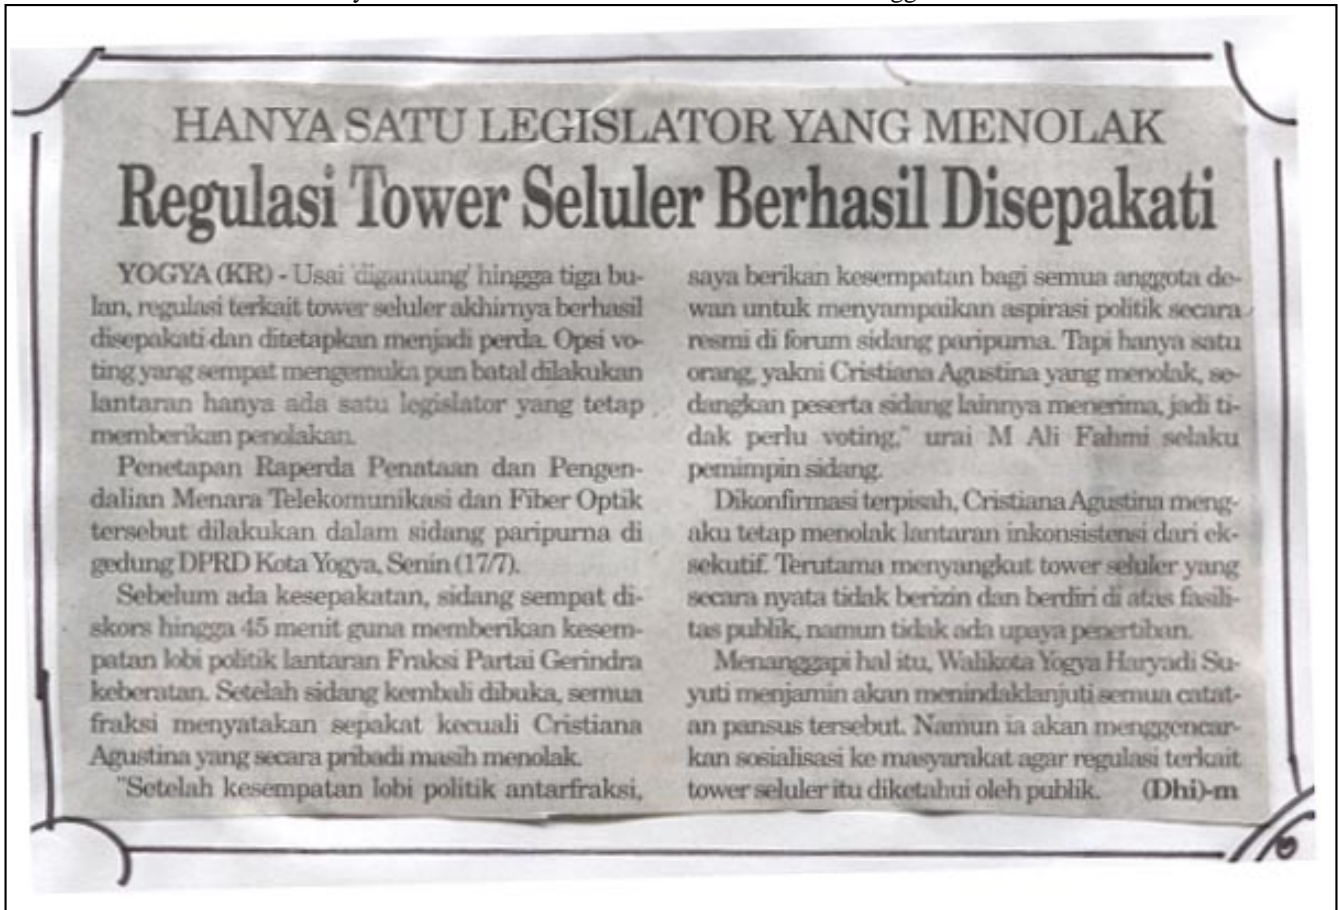 HANYA SATU LEGISLATOR YANG MENOLAK
Regulasi Tower Seluler Berhasil Disepakati
YOGYA (KR) - Usai 'digantung' hingga tiga bu-
lan, regulasi terkait tower seluler akhirnya berhasil
disepakati dan ditetapkan menjadi perda. Opsi vo-
ting yang sempat mengemuka pun batal dilakukan
lantaran hanya ada satu legislator yang tetap
memberikan penolakan.
Penetapan Raperda Penataan dan Pengen-
dalian Menara Telekomunikasi dan Fiber Optik
tersebut dilakukan dalam sidang paripurna di
gedung DPRD Kota Yogya, Senin (17/7).
Sebelum ada kesepakatan, sidang sempat di-
skors hingga 45 menit guna memberikan kesem-
patan lobi politik lantaran Fraksi Partai Gerindra
keberatan. Setelah sidang kembali dibuka, semua
fraksi menyatakan sepakat kecuali Cristiana
Agustina yang secara pribadi masih menolak.
"Setelah kesempatan lobi politik antarfraksi,
saya berikan kesempatan bagi semua anggota de-
wan untuk menyampaikan aspirasi politik secara
resmi di forum sidang paripurna. Tapi hanya satu
orang, yakni Cristiana Agustina yang menolak, se-
dangkan peserta sidang lainnya menerima, jadi ti-
dak perlu voting," urai M Ali Fahmi selaku
pemimpin sidang.
Dikonfirmasi terpisah, Cristiana Agustina meng-
aku tetap menolak lantaran inkonsistensi dari ek-
sekutif. Terutama menyangkut tower seluler yang
secara nyata tidak berizin dan berdiri di atas fasili-
tas publik, namun tidak ada upaya penertiban.
Menanggapi hal itu, Walikota Yogya Haryadi Su-
yuti menjamin akan menindaklanjuti semua catat-
an pansus tersebut. Namun ia akan menggencar-
kan sosialisasi ke masyarakat agar regulasi terkait
tower seluler itu diketahui oleh publik. (Dhi)-m